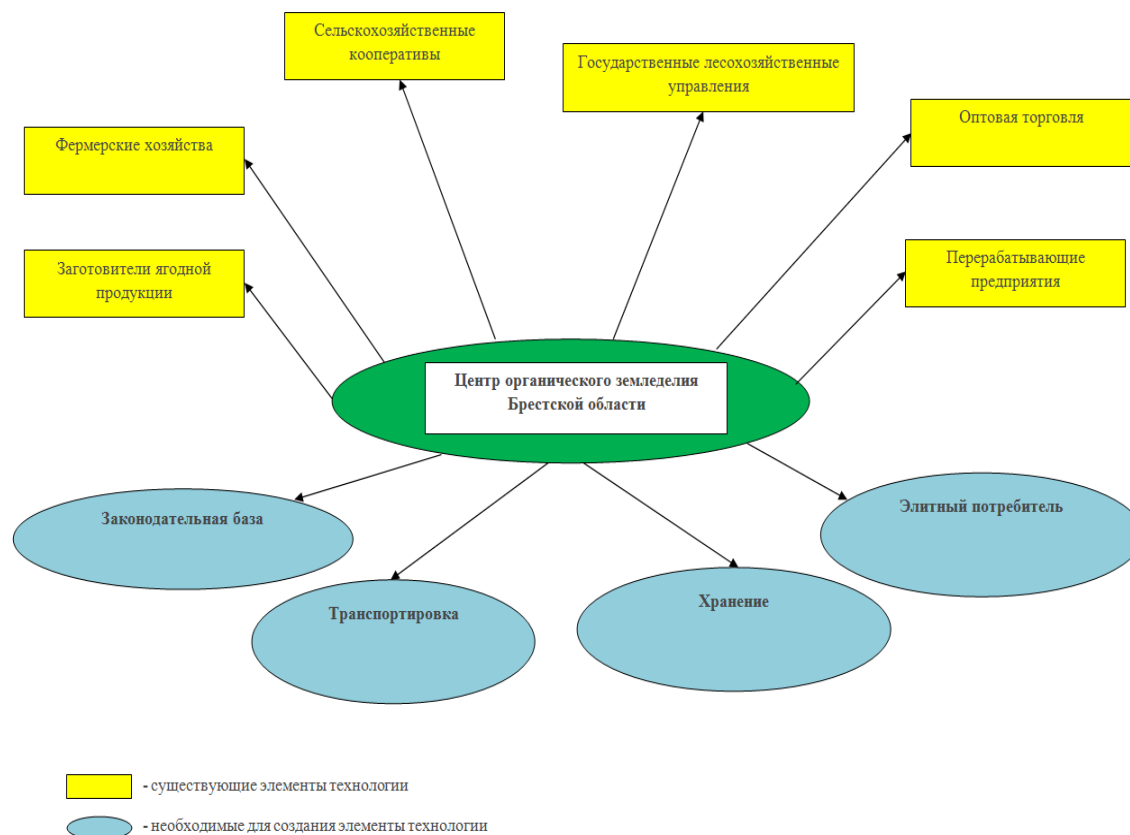 Сельскохозяйственные
кооперативы
Государственные лесохозяйственные
управления
Оптовая торговля
Фермерские хозяйства
Заготовители ягодной
продукции
Перерабатывающие
предприятия
Центр органического земледелия
Брестской области
Законодательная база
Элитный потребитель
Транспортировка
Хранение
- существующие элементы технологии
- необходимые для создания элементы технологии